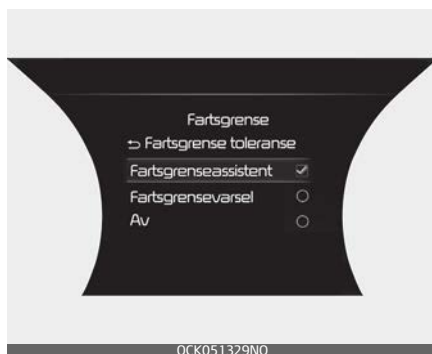 Fartsgrense
Fartsgrense toleranse
Fartsgrenseassistent
Fartsgrensevarsel
Av
OCK051329NO